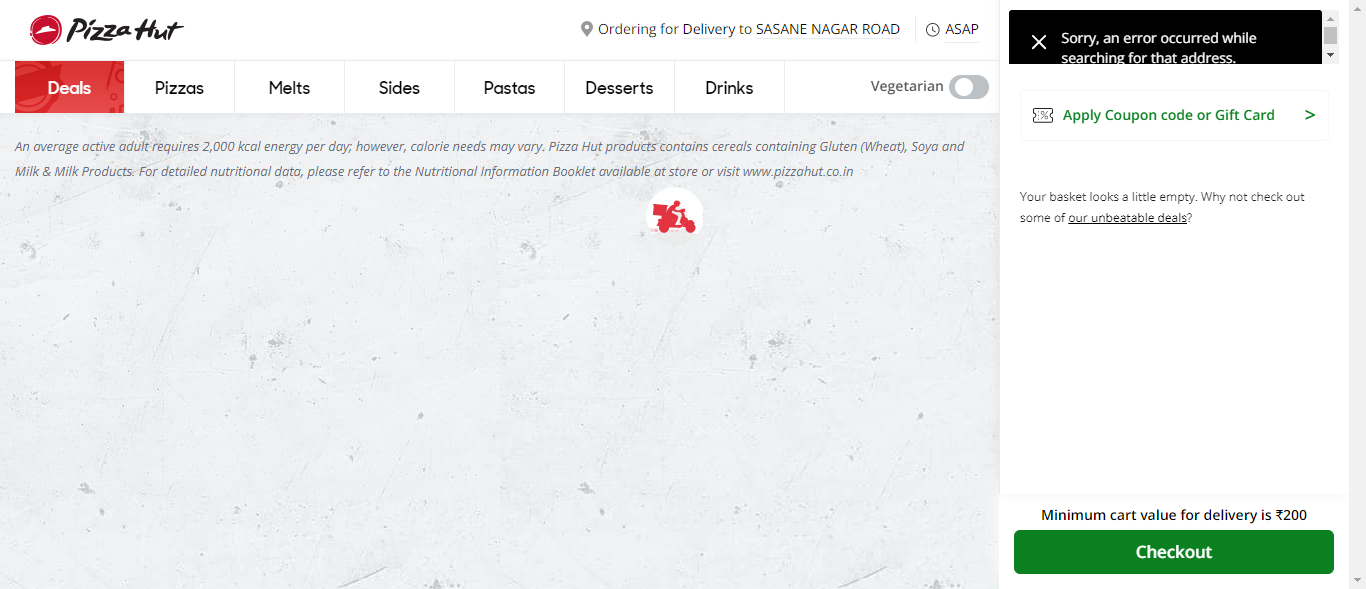 Pizza Hut
Ordering for Delivery to SASANE NAGAR ROAD
ASAP
Sorry, an error occurred while
searching for that address.
Deals
Pizzas
Melts
Sides
Pastas
Desserts
Drinks
Vegetarian
Apply Coupon code or Gift Card >
An average active adult requires 2,000 kcal energy per day; however, calorie needs may vary. Pizza Hut products contains cereals containing Gluten (Wheat), Soya and
Milk & Milk Products. For detailed nutritional data, please refer to the Nutritional Information Booklet available at store or visit www.pizzahut.co.in
Your basket looks a little empty. Why not check out
some of our unbeatable deals?
Minimum cart value for delivery is ₹200
Checkout